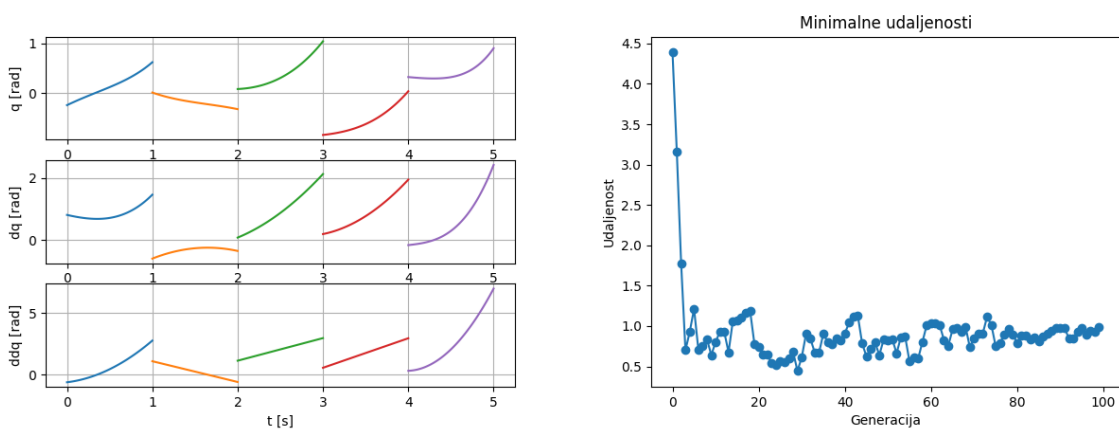 q [rad]
1
0
0 1 2 3 4 5
dq [rad]
2
0
0 1 2 3 4 5
ddq [rad]
5
0
0 1 2 3 4 5
t [s]
Minimalne udaljenosti
Udaljenost
4.5
4.0
3.5
3.0
2.5
2.0
1.5
1.0
0.5
0 20 40 60 80 100
Generacija